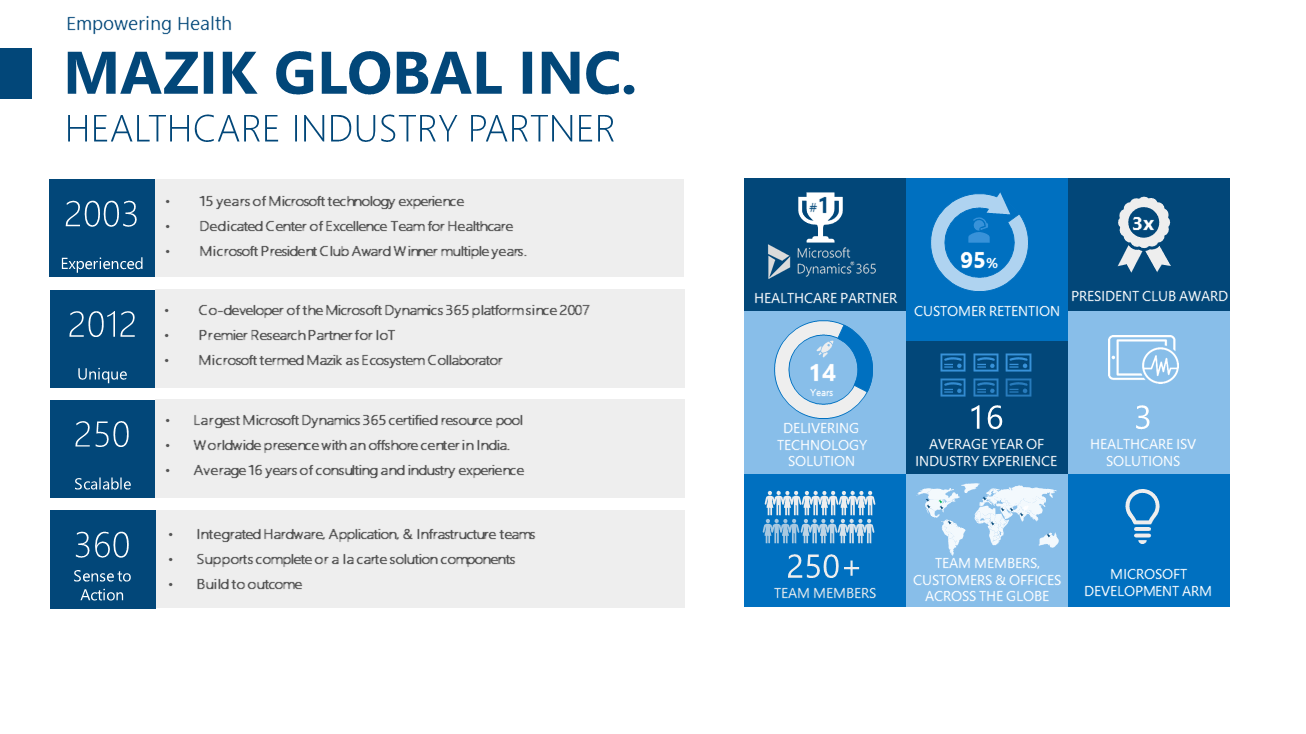 Empowering Health
MAZIK GLOBAL INC.
HEALTHCARE INDUSTRY PARTNER
2003
Experienced
• 15 years of Microsoft technology experience
• Dedicated Center of Excellence Team for Healthcare
• Microsoft President Club Award Winner multiple years.
2012
Unique
• Co-developer of the Microsoft Dynamics 365 platform since 2007
• Premier Research Partner for IoT
• Microsoft termed Mazik as Ecosystem Collaborator
250
Scalable
• Largest Microsoft Dynamics 365 certified resource pool
• Worldwide presence with an offshore center in India.
• Average 16 years of consulting and industry experience
360
Sense to
Action
• Integrated Hardware, Application, & Infrastructure teams
• Supports complete or a la carte solution components
• Build to outcome
#1
Microsoft
Dynamics® 365
HEALTHCARE PARTNER
95%
CUSTOMER RETENTION
3x
PRESIDENT CLUB AWARD
14
Years
DELIVERING
TECHNOLOGY
SOLUTION
16
AVERAGE YEAR OF
INDUSTRY EXPERIENCE
3
HEALTHCARE ISV
SOLUTIONS
250+
TEAM MEMBERS
TEAM MEMBERS,
CUSTOMERS & OFFICES
ACROSS THE GLOBE
MICROSOFT
DEVELOPMENT ARM